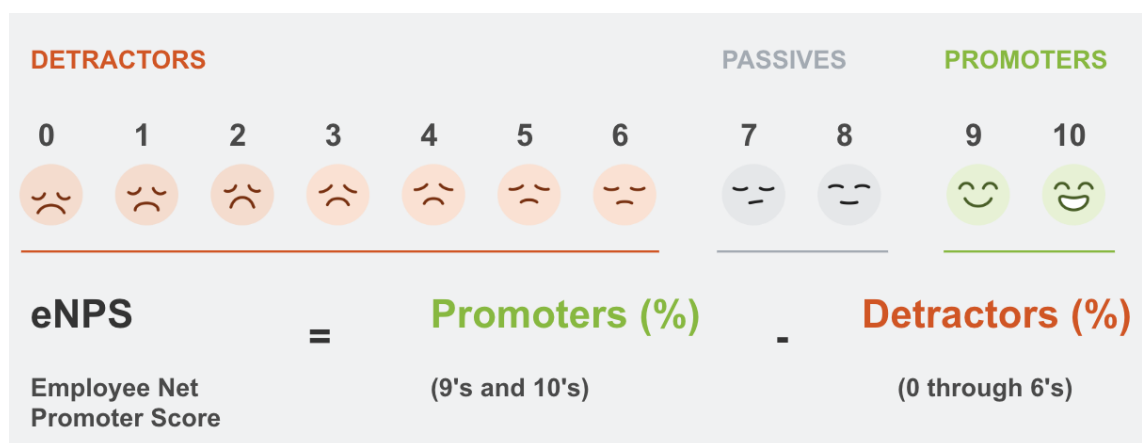 DETRACTORS PASSIVES PROMOTERS
0 1 2 3 4 5 6 7 8 9 10
eNPS = Promoters (%) - Detractors (%)
Employee Net
Promoter Score
(9's and 10's) (0 through 6's)